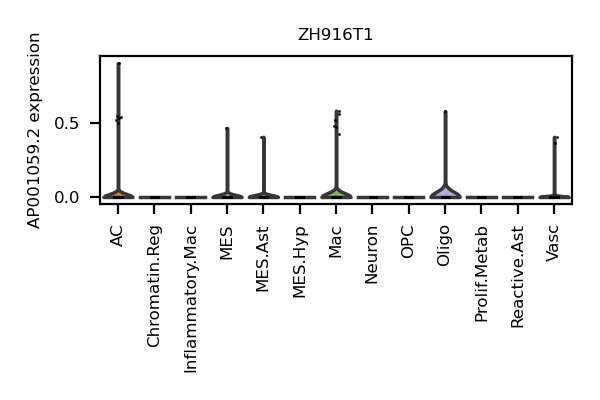 ZH916T1
AP001059.2 expression
0.5
0.0
AC
Chromatin.Reg
Inflammatory.Mac
MES
MES.Ast
MES.Hyp
Mac
Neuron
OPC
Oligo
Prolif.Metab
Reactive.Ast
Vasc